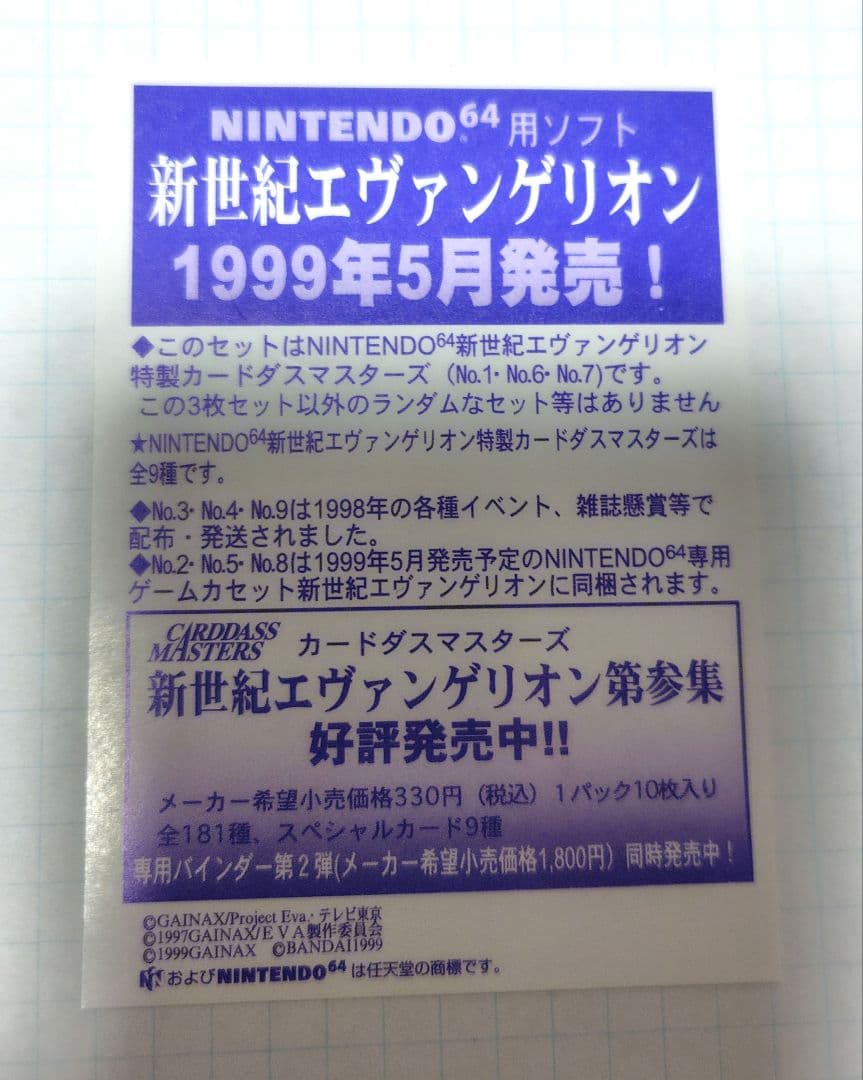 NINTENDO64用ソフト
新世紀エヴァンゲリオン
1999年5月発売！
◆このセットはNINTENDO64新世紀エヴァンゲリオン
特製カードダスマスターズ（No.1・No.6・No.7)です。
この3枚セット以外のランダムなセット等はありません
★NINTENDO64新世紀エヴァンゲリオン特製カードダスマスターズは
全9種です。
◆No.3・No.4・No.9は1998年の各種イベント、雑誌懸賞等で
配布・発送されました。
◆No.2・No.5・No.8は1999年5月発売予定のNINTENDO64専用
ゲームカセット新世紀エヴァンゲリオンに同梱されます。
CARDDASS MASTERS カードダスマスターズ
新世紀エヴァンゲリオン第参集
好評発売中!!
メーカー希望小売価格330円（税込）1パック10枚入り
全181種、スペシャルカード9種
専用バインダー第2弾(メーカー希望小売価格1,800円）同時発売中！
©GAINAX/Project Eva.・テレビ東京
©1997GAINAX/EVA製作委員会
©1999GAINAX ©BANDAI1999
およびNINTENDO64は任天堂の商標です。